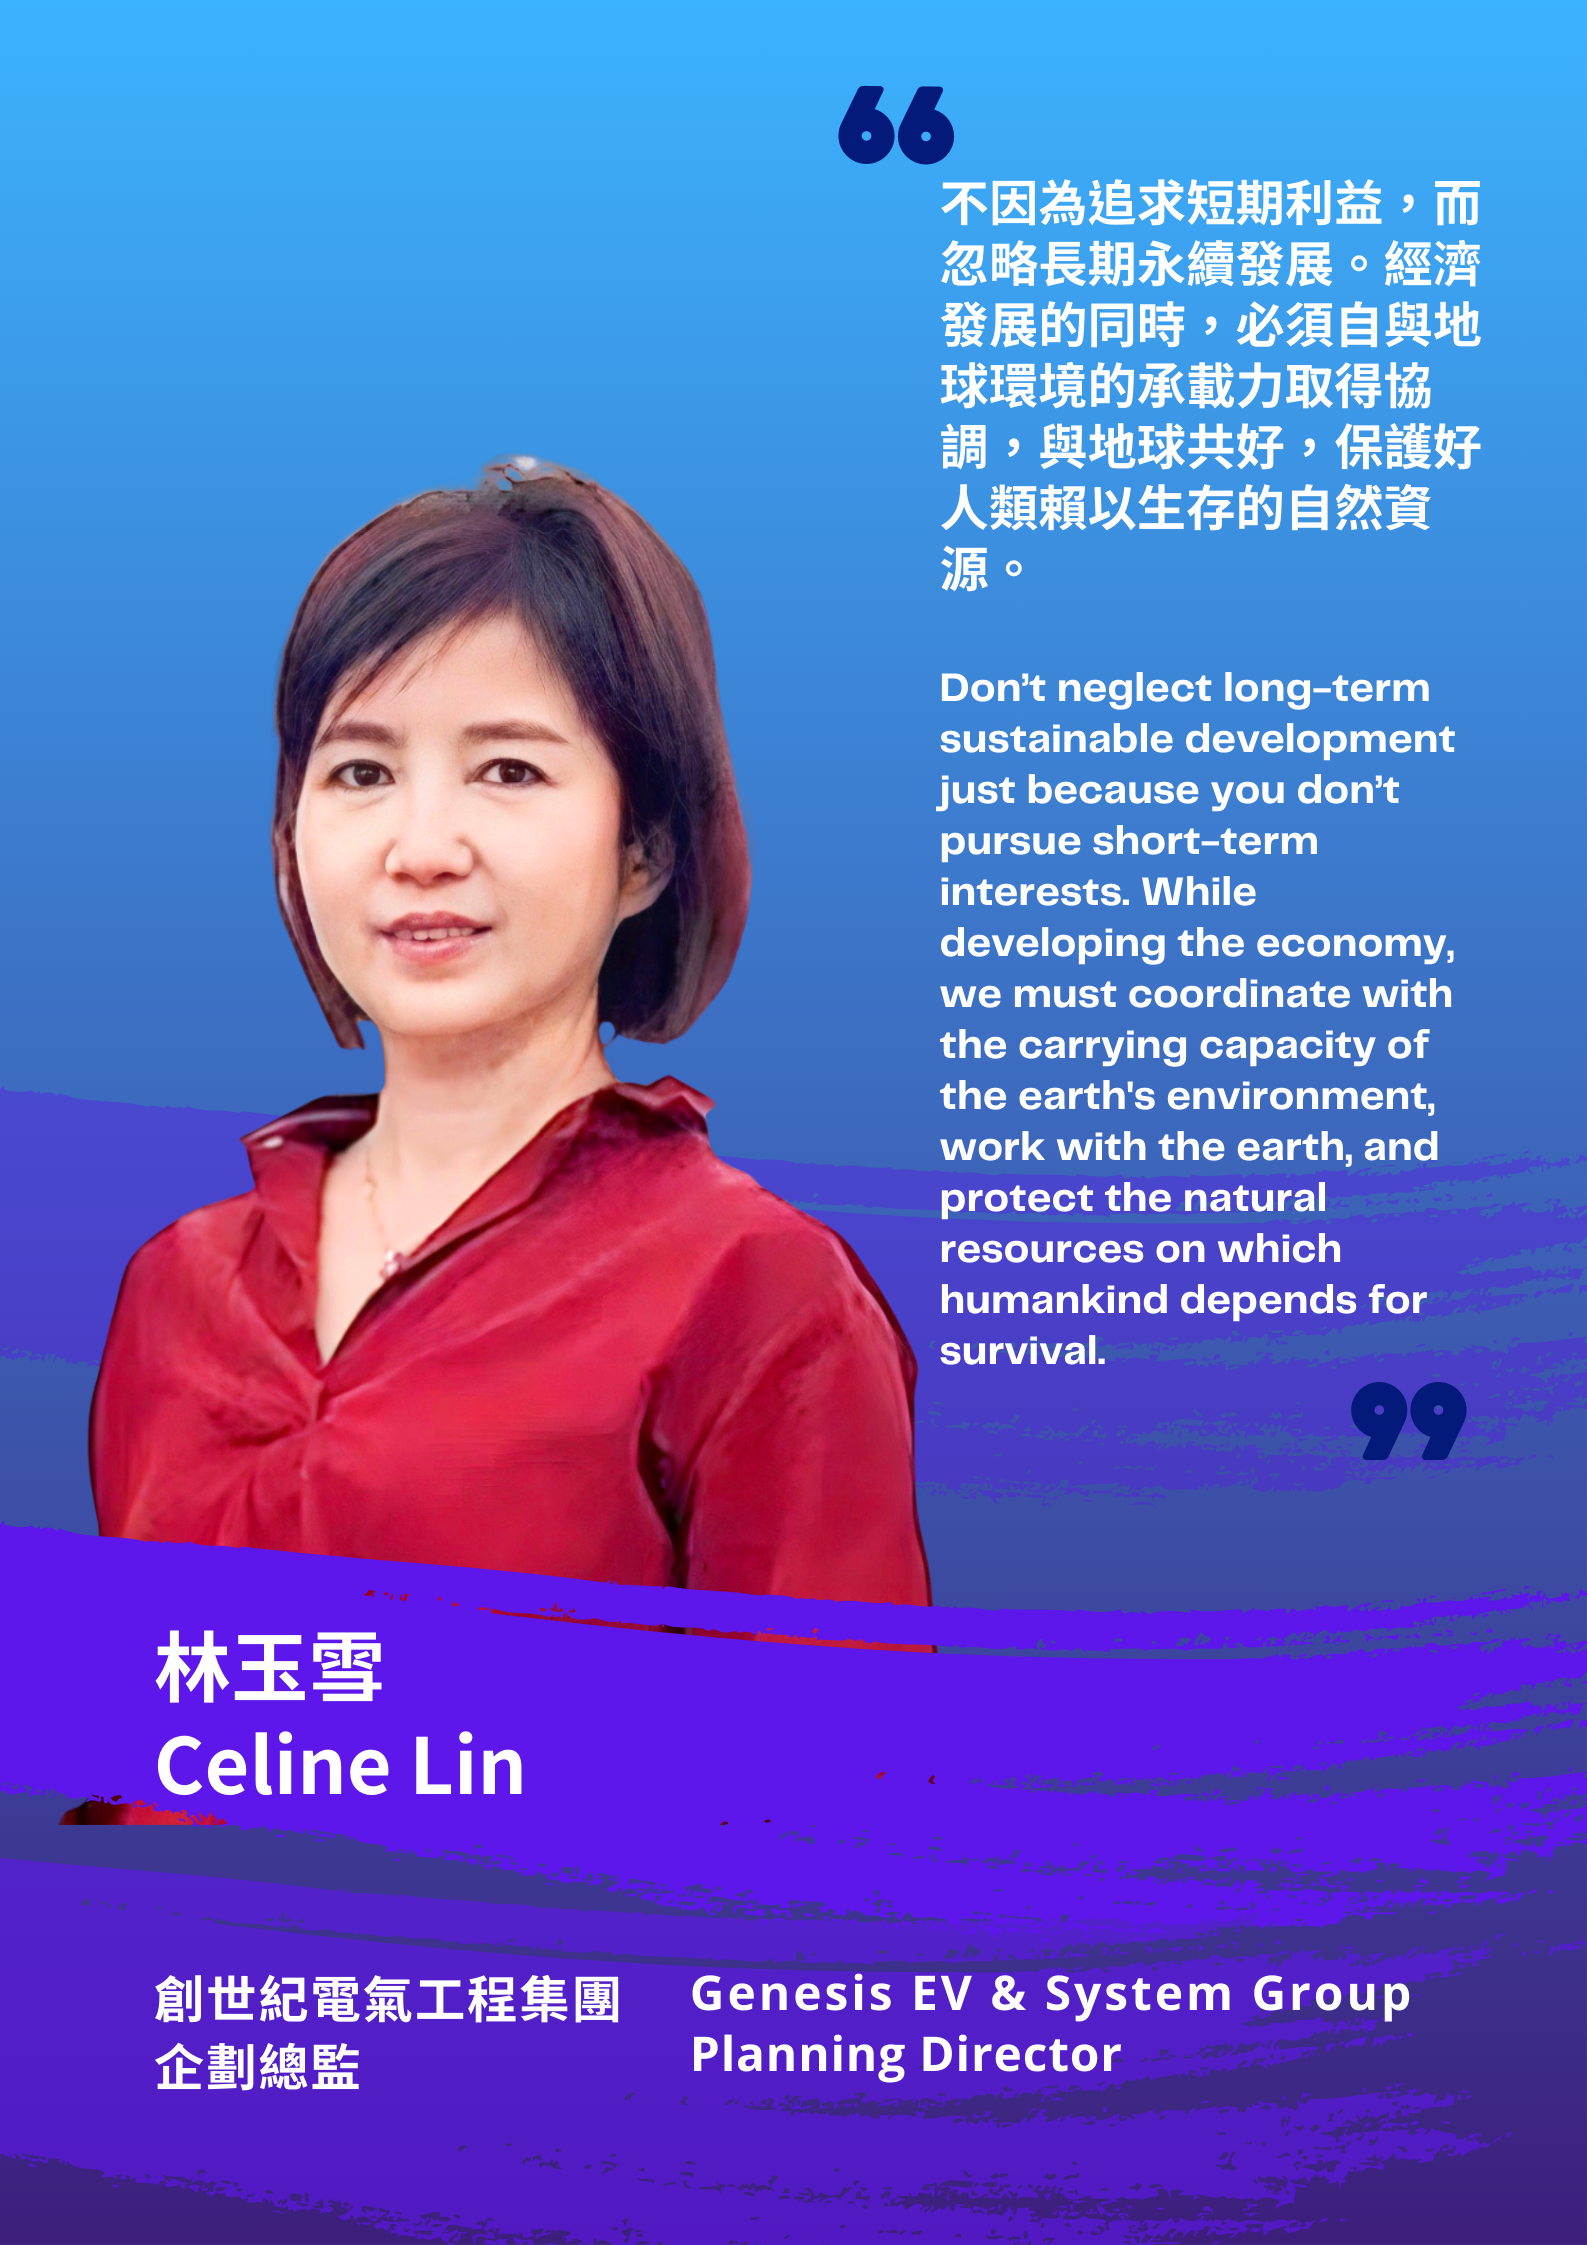 不因為追求短期利益，而
忽略長期永續發展。經濟
發展的同時，必須自與地
球環境的承載力取得協
調，與地球共好，保護好
人類賴以生存的自然資
源。
Don’t neglect long-term
sustainable development
just because you don’t
pursue short-term
interests. While
developing the economy,
we must coordinate with
the carrying capacity of
the earth's environment,
work with the earth, and
protect the natural
resources on which
humankind depends for
survival.
林玉雪
Celine Lin
創世紀電氣工程集團
企劃總監
Genesis EV & System Group
Planning Director